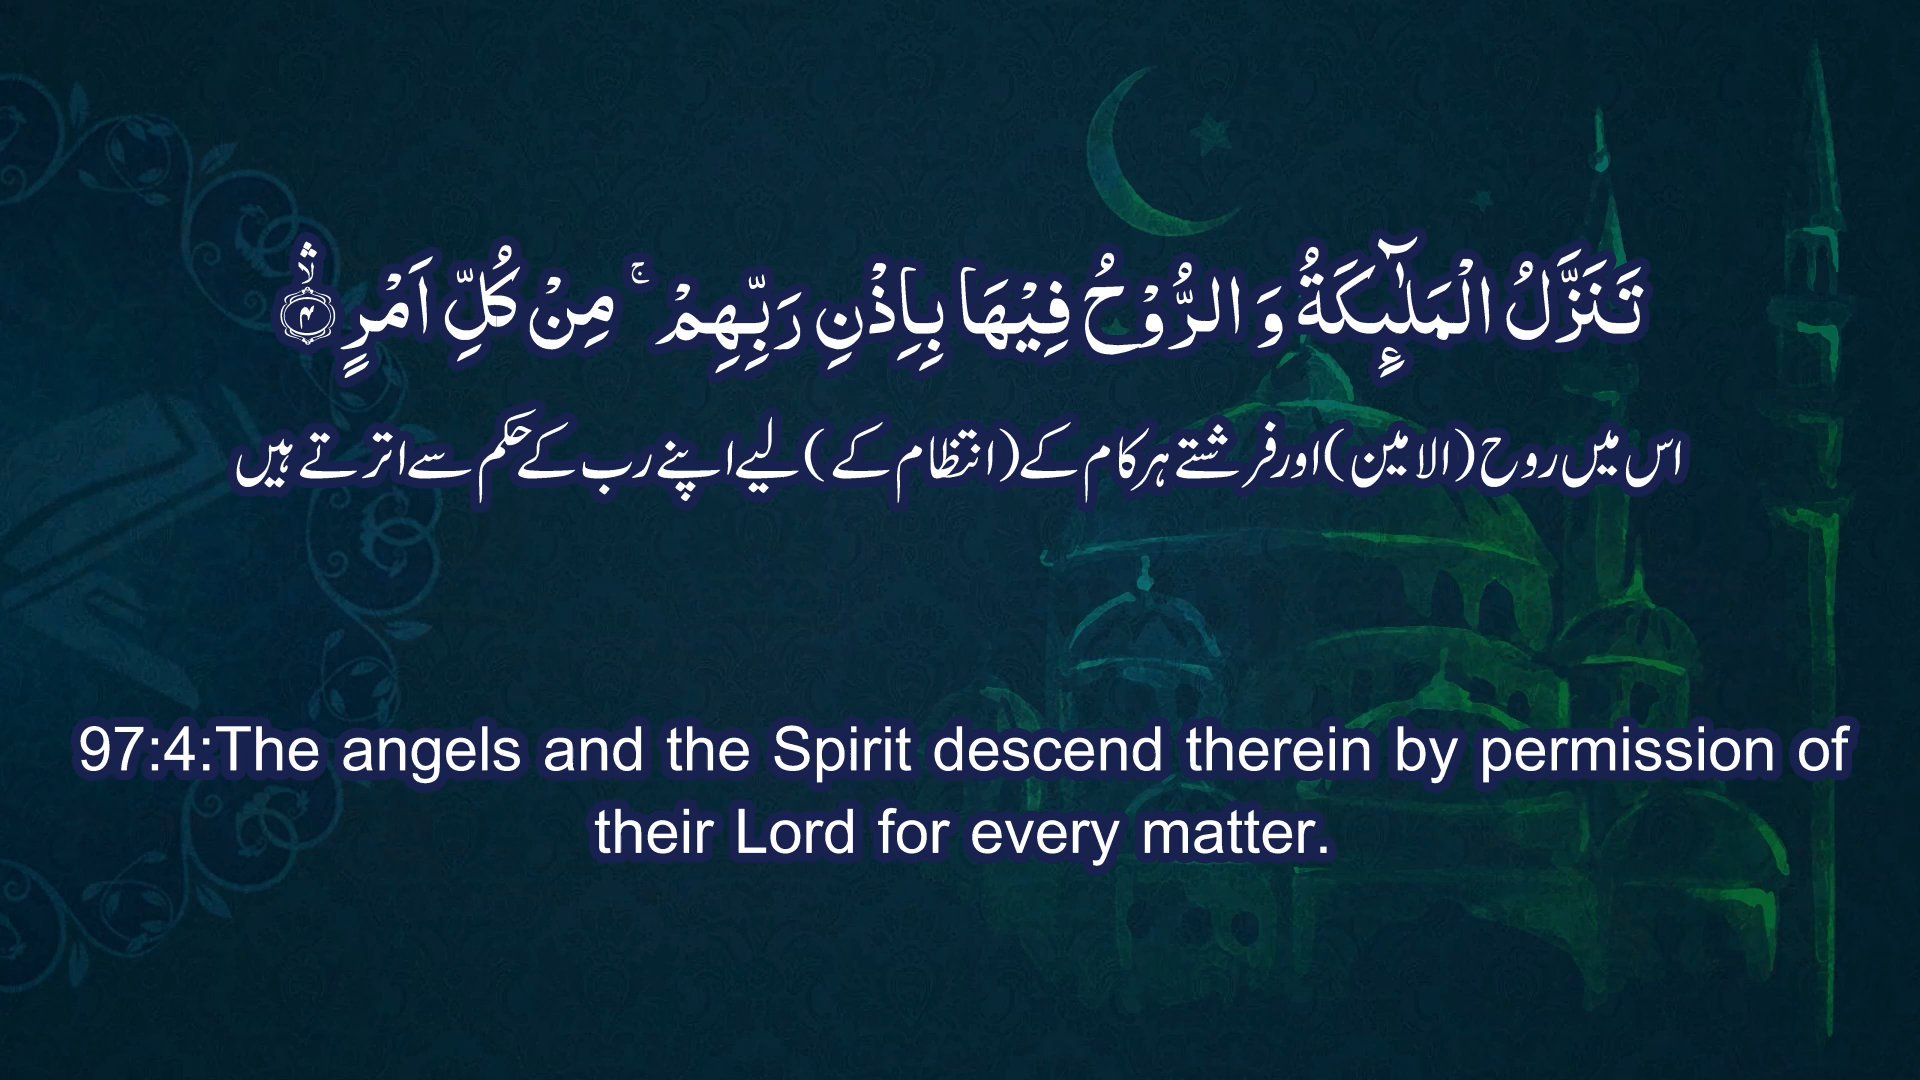 تَنَزَّلُ الْمَلٰٓىِٕكَةُ وَ الرُّوْحُ فِیْهَا بِاِذْنِ رَبِّهِمْ ۚ مِنْ كُلِّ اَمْرٍ ۙۛ ۴
اس میں روح (الامین) اور فرشتے ہر کام کے (انتظام کے) لیے اپنے رب کے حکم سے اترتے ہیں
97:4:The angels and the Spirit descend therein by permission of
their Lord for every matter.